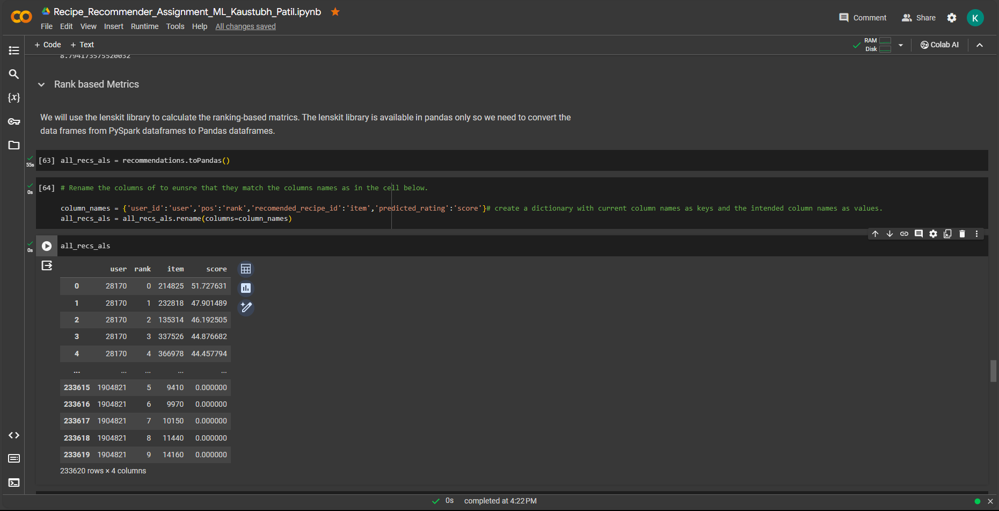 Recipe_Recommender_Assignment_ML_Kaustubh_Patil.ipynb
File Edit View Insert Runtime Tools Help All changes saved
Comment Share K
+ Code + Text
RAM
Disk
Colab AI
8.794173575520032
Rank based Metrics
We will use the lenskit library to calculate the ranking-based matrics. The lenskit library is available in pandas only so we need to convert the
data frames from PySpark dataframes to Pandas dataframes.
55s
[63] all_recs_als = recommendations.toPandas()
0s
[64] # Rename the columns of to eunsre that they match the columns names as in the cell below.
column_names = {'user_id':'user','pos':'rank','recomended_recipe_id':'item','predicted_rating':'score'}# create a dictionary with current column names as keys and the intended column names as values.
all_recs_als = all_recs_als.rename(columns=column_names)
0s
all_recs_als
user rank item score
0 28170 0 214825 51.727631
1 28170 1 232818 47.901489
2 28170 2 135314 46.192505
3 28170 3 337526 44.876682
4 28170 4 366978 44.457794
... ... ... ... ...
233615 1904821 5 9410 0.000000
233616 1904821 6 9970 0.000000
233617 1904821 7 10150 0.000000
233618 1904821 8 11440 0.000000
233619 1904821 9 14160 0.000000
233620 rows × 4 columns
0s completed at 4:22 PM